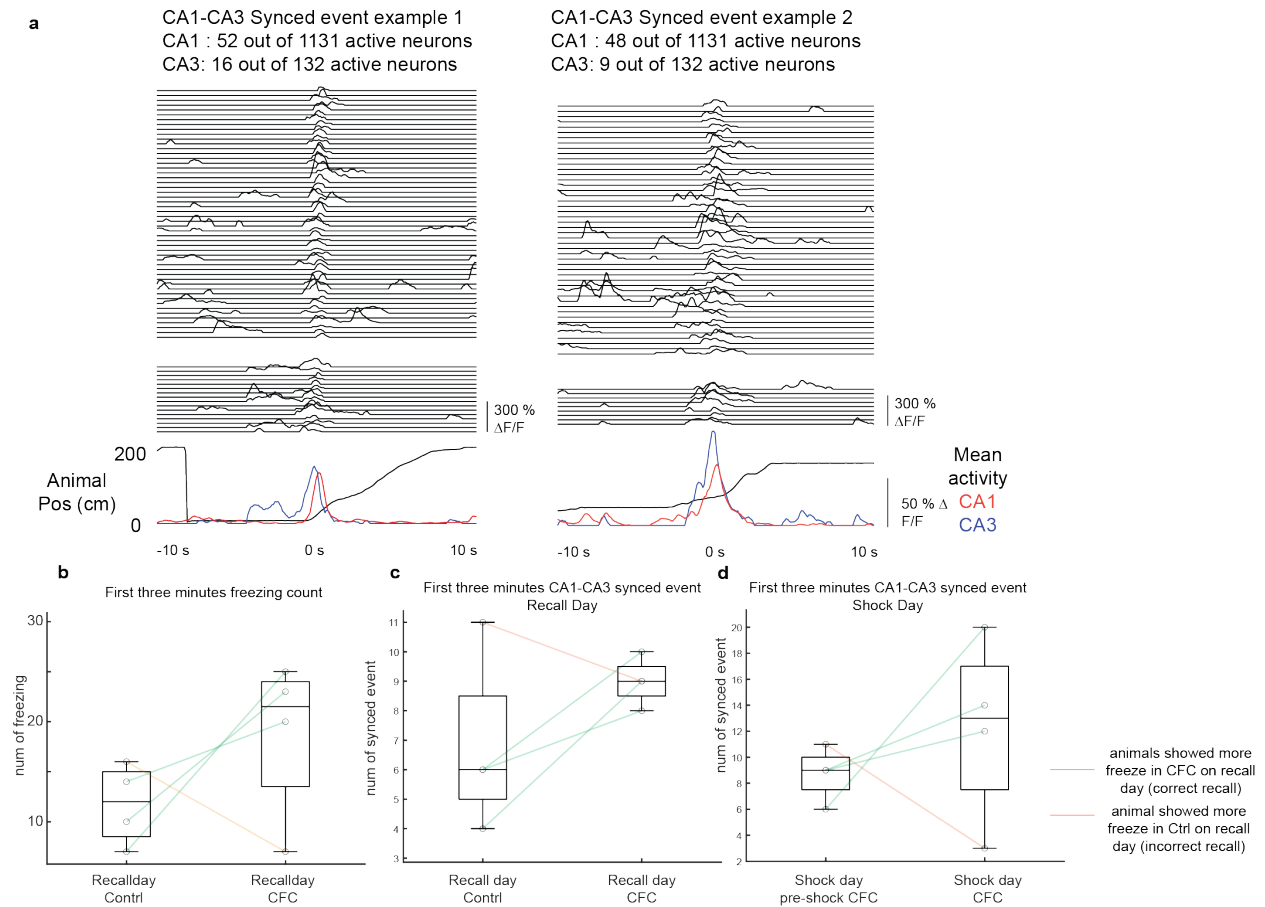 a
CA1-CA3 Synced event example 1
CA1 : 52 out of 1131 active neurons
CA3: 16 out of 132 active neurons
CA1-CA3 Synced event example 2
CA1 : 48 out of 1131 active neurons
CA3: 9 out of 132 active neurons
300 %
ΔF/F
300 %
ΔF/F
200
Animal
Pos (cm)
0
-10 s
0 s
10 s
-10 s
0 s
10 s
50 % Δ
F/F
Mean
activity
CA1
CA3
b
First three minutes freezing count
num of freezing
30
20
10
Recallday
Contrl
Recallday
CFC
c
First three minutes CA1-CA3 synced event
Recall Day
num of synced event
11
10
9
8
7
6
5
4
3
Recall day
Contrl
Recall day
CFC
d
First three minutes CA1-CA3 synced event
Shock Day
num of synced event
20
18
16
14
12
10
8
6
4
2
Shock day
pre-shock CFC
Shock day
CFC
animals showed more
freeze in CFC on recall
day (correct recall)
animal showed more
freeze in Ctrl on recall
day (incorrect recall)